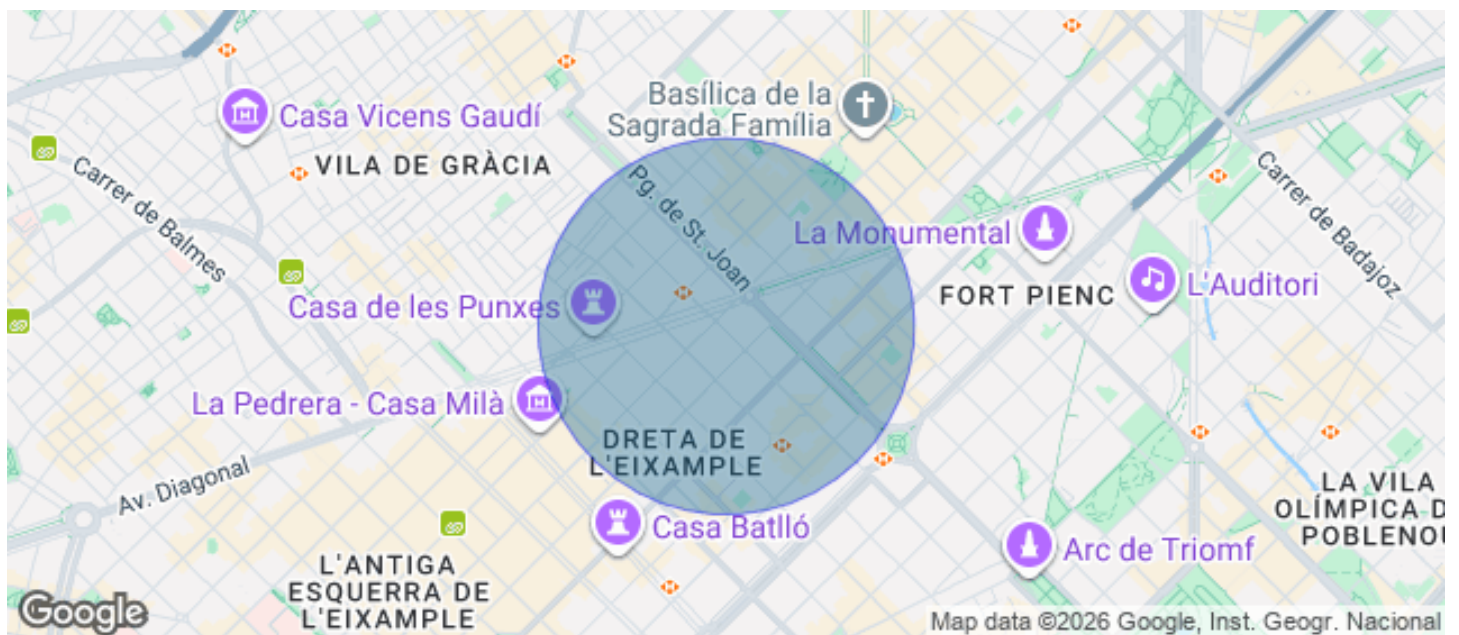 Basílica de la
Sagrada Família
Casa Vicens Gaudí
VILA DE GRÀCIA
Carrer de Balmes
Pg. de St. Joan
Carrer de Badajoz
La Monumental
L'Auditori
FORT PIENC
Casa de les Punxes
La Pedrera - Casa Milà
DRETA DE
L'EIXAMPLE
Av. Diagonal
LA VILA
OLÍMPICA D
POBLENOU
Casa Batlló
Arc de Triomf
L'ANTIGA
ESQUERRA DE
L'EIXAMPLE
Google
Map data ©2026 Google, Inst. Geogr. Nacional